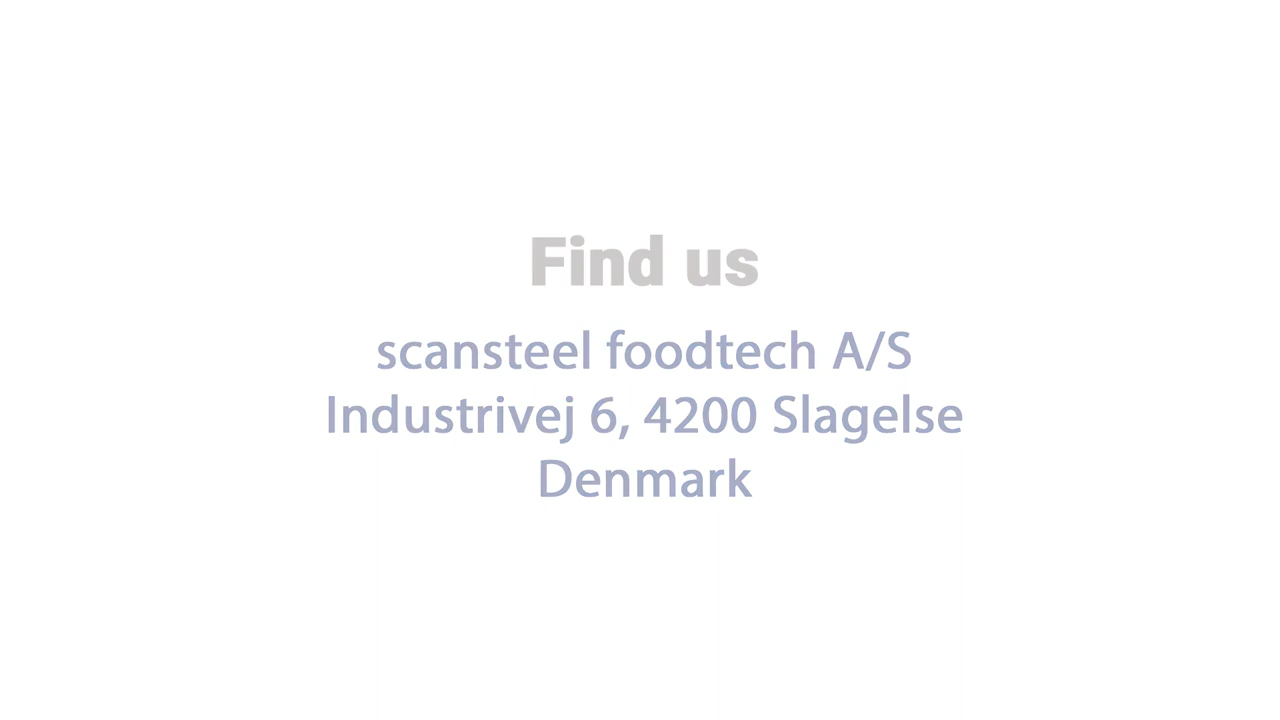 Find us
scansteel foodtech A/S
Industrivej 6, 4200 Slagelse
Denmark